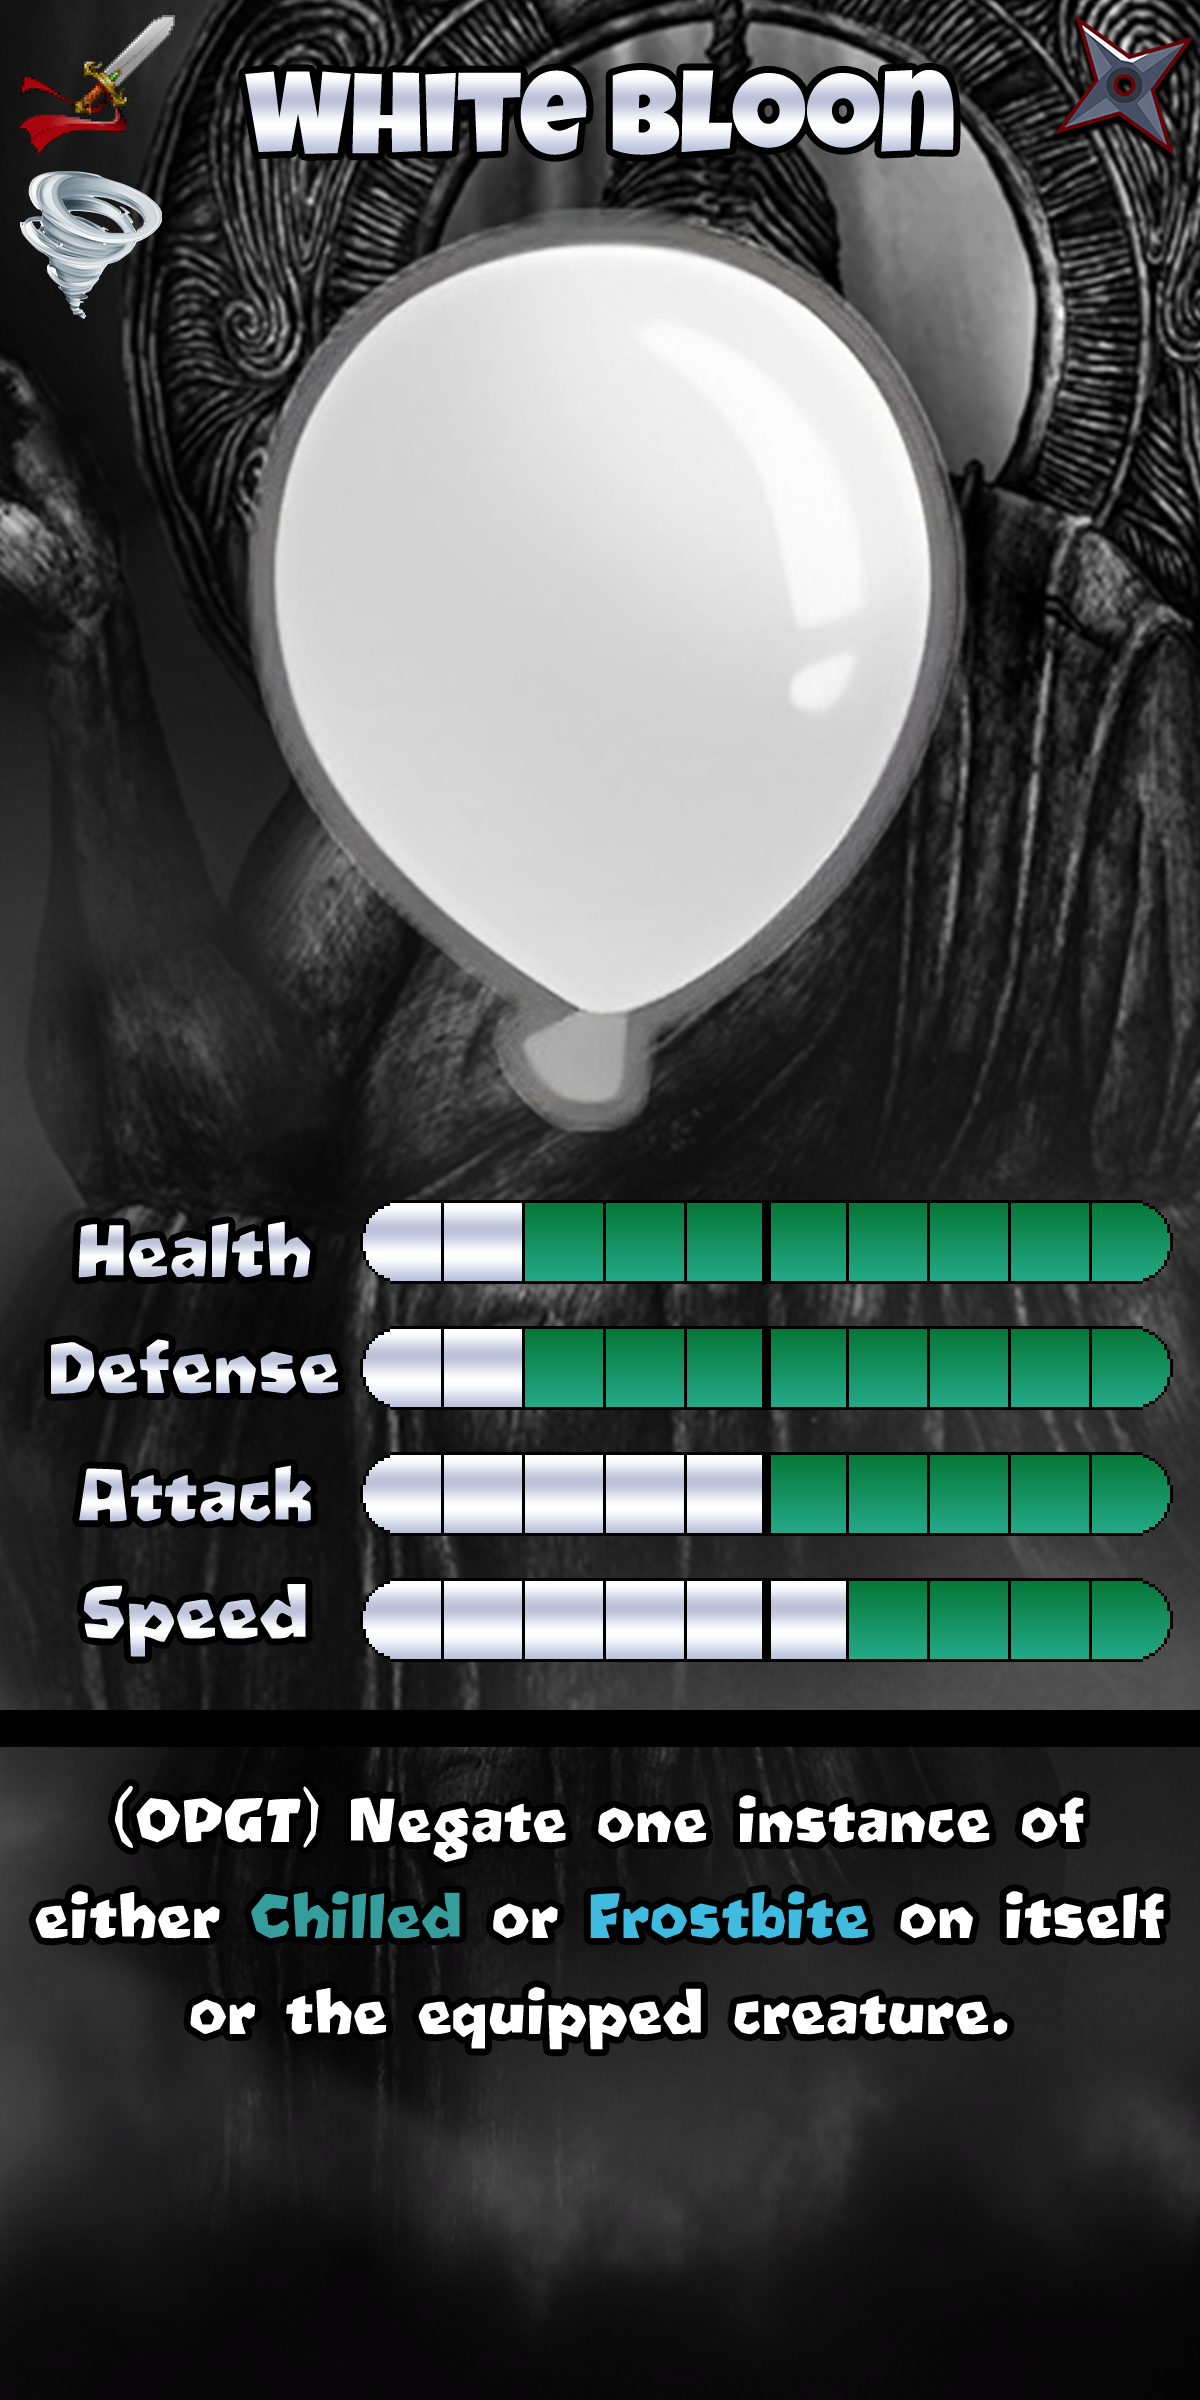 White Bloon
Health
Defense
Attack
Speed
(OPGT) Negate one instance of
either Chilled or Frostbite on itself
or the equipped creature.